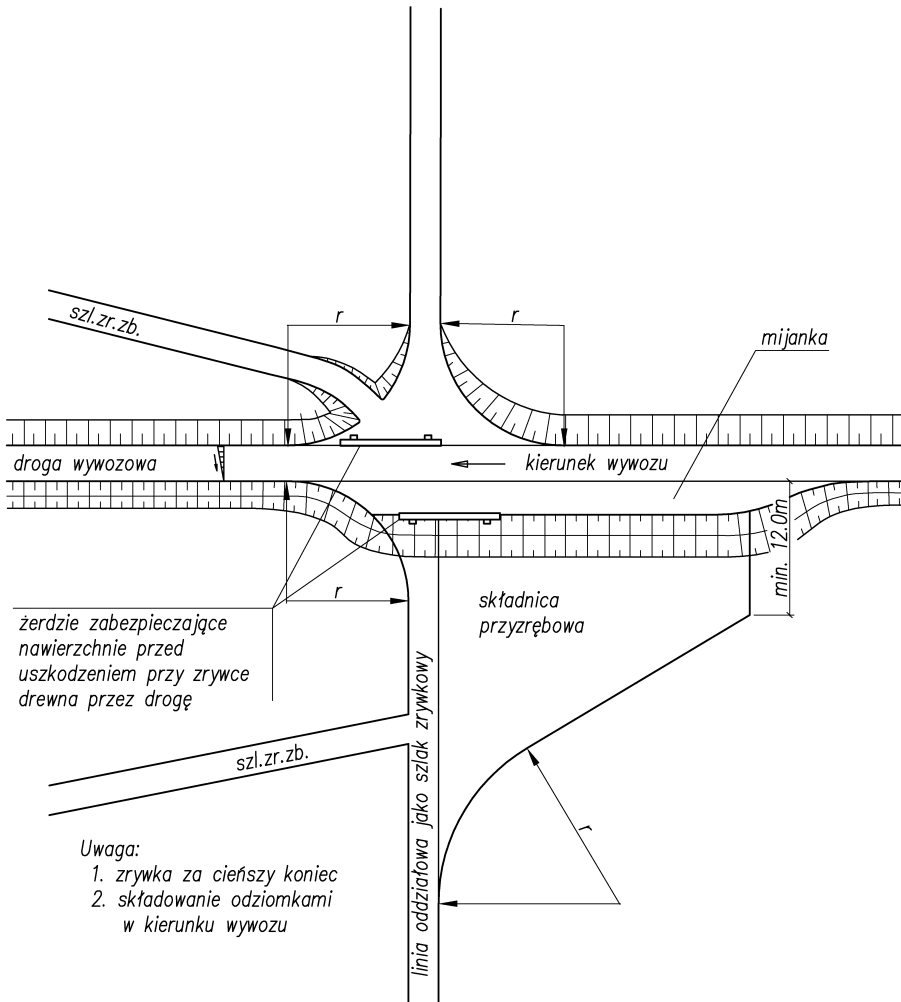 szl.zr.zb.
r
r
mijanka
droga wywozowa
kierunek wywozu
min. 12.0m
r
składnica
przyzrębowa
żerdzie zabezpieczające
nawierzchnie przed
uszkodzeniem przy zrywce
drewna przez drogę
linia oddziałowa jako szlak zrywkowy
szl.zr.zb.
r
Uwaga:
1. zrywka za cieńszy koniec
2. składowanie odziomkami
w kierunku wywozu